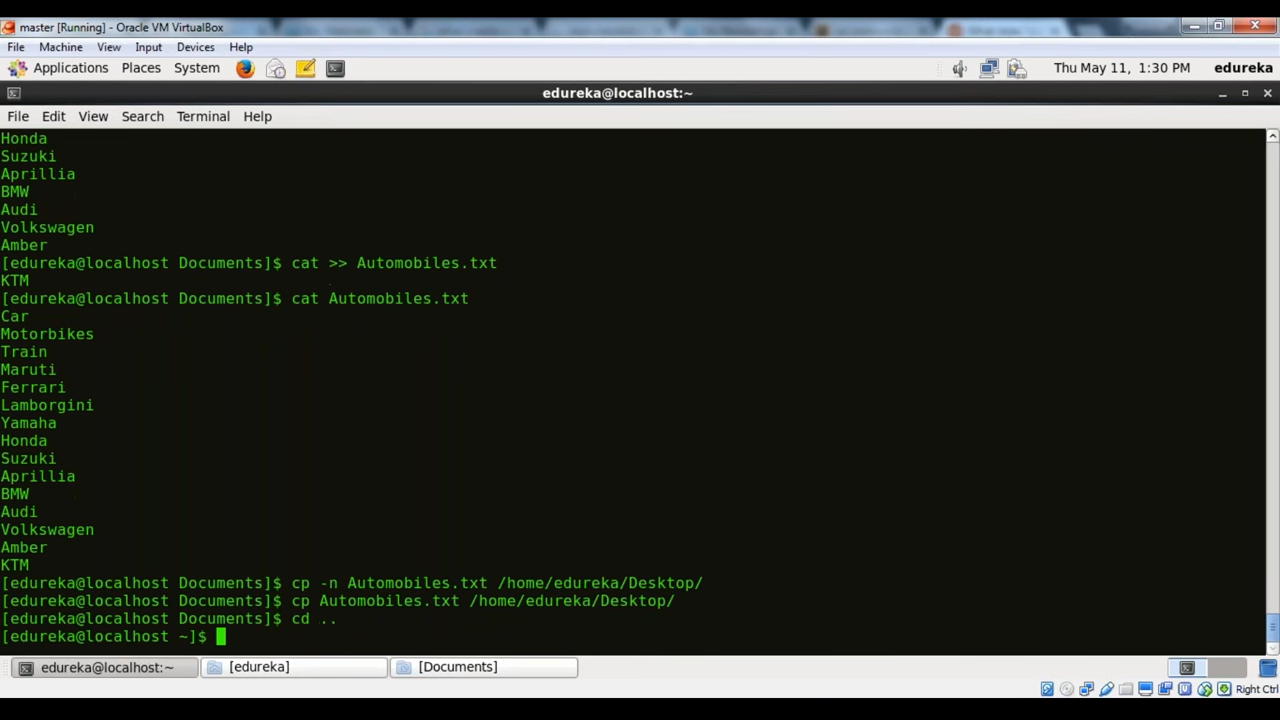 master [Running] - Oracle VM VirtualBox
File Machine View Input Devices Help
Applications Places System Thu May 11, 1:30 PM edureka
edureka@localhost:~
File Edit View Search Terminal Help
Honda
Suzuki
Aprillia
BMW
Audi
Volkswagen
Amber
[edureka@localhost Documents]$ cat >> Automobiles.txt
KTM
[edureka@localhost Documents]$ cat Automobiles.txt
Car
Motorbikes
Train
Maruti
Ferrari
Lamborgini
Yamaha
Honda
Suzuki
Aprillia
BMW
Audi
Volkswagen
Amber
KTM
[edureka@localhost Documents]$ cp -n Automobiles.txt /home/edureka/Desktop/
[edureka@localhost Documents]$ cp Automobiles.txt /home/edureka/Desktop/
[edureka@localhost Documents]$ cd ..
[edureka@localhost ~]$
edureka@localhost:~ [edureka] [Documents]
Right Ctrl